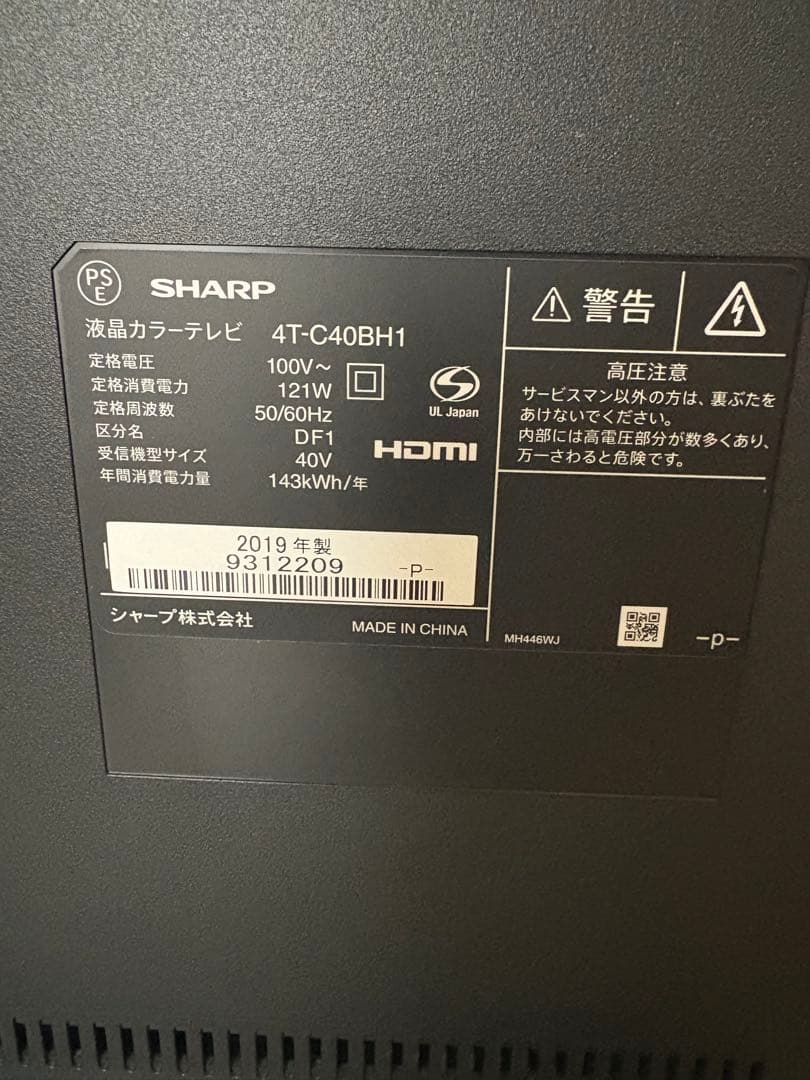 PS
E
SHARP
液晶カラーテレビ 4T-C40BH1
定格電圧 100V～
定格消費電力 121W
定格周波数 50/60Hz
区分名 DF1
受信機型サイズ 40V
年間消費電力量 143kWh/年
UL Japan
HDMI
2019年製
9312209 -P-
シャープ株式会社
MADE IN CHINA
警告
高圧注意
サービスマン以外の方は、裏ぶたを
あけないでください。
内部には高電圧部分が数多くあり、
万一さわると危険です。
MH446WJ
-p-